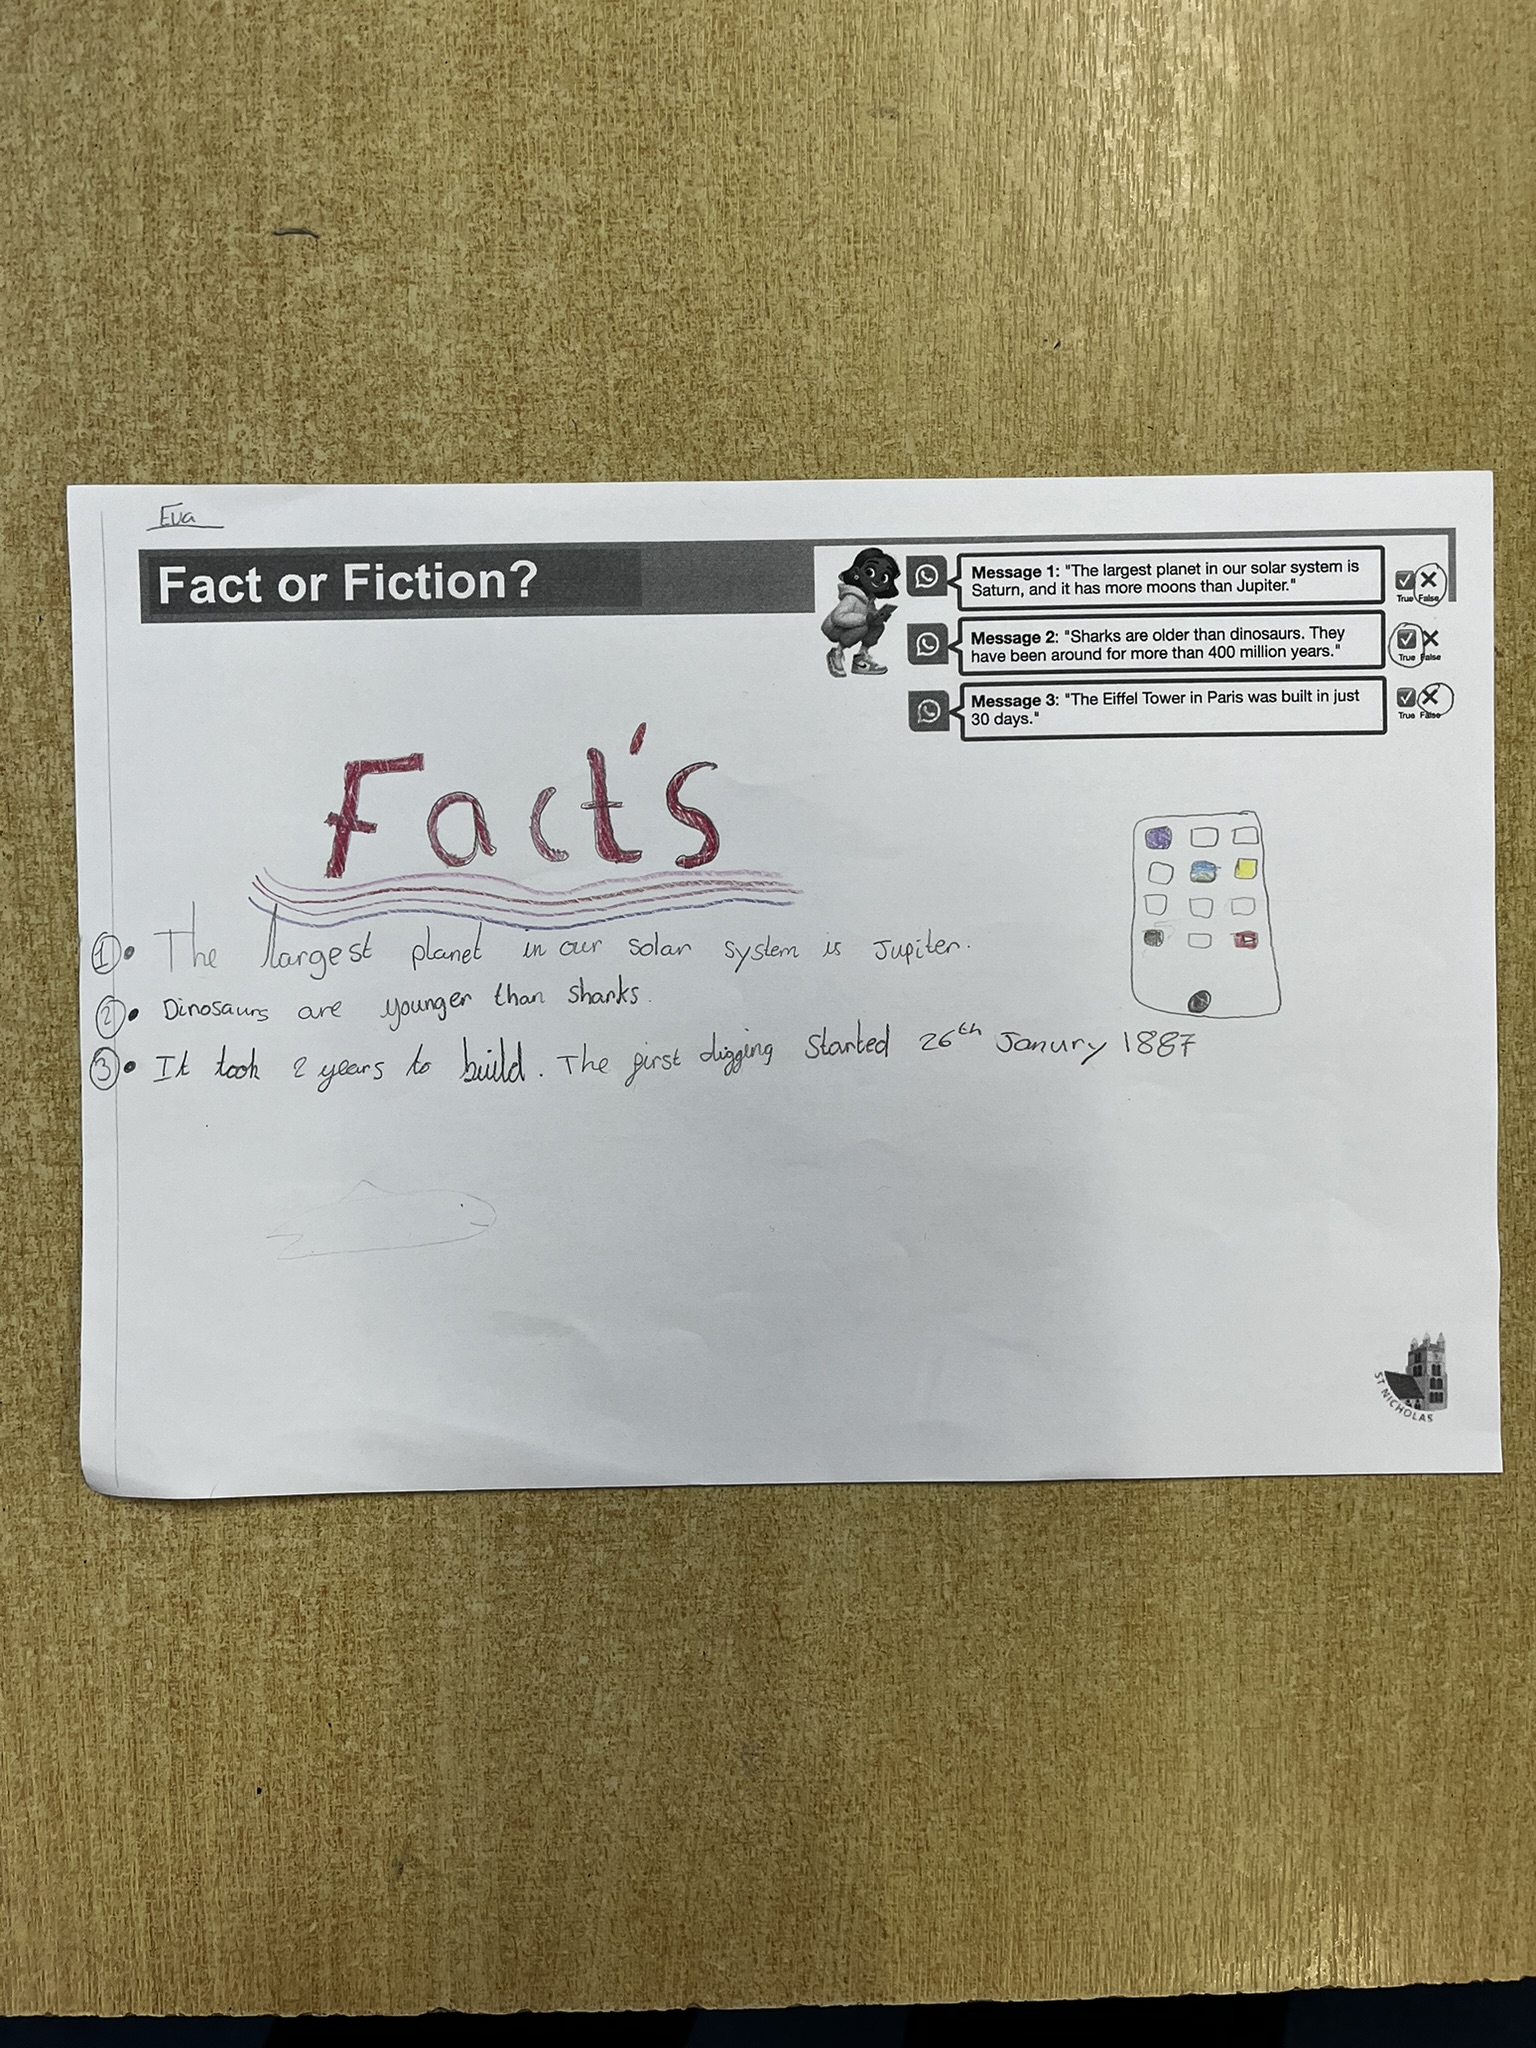 Eva
Fact or Fiction?
Message 1: "The largest planet in our solar system is
Saturn, and it has more moons than Jupiter."
True False
Message 2: "Sharks are older than dinosaurs. They
have been around for more than 400 million years."
True False
Message 3: "The Eiffel Tower in Paris was built in just
30 days."
True False
Fact's
1 • The largest planet in our solar system is Jupiter.
2 • Dinosaurs are younger than sharks.
3 • It took 2 years to build. The first digging started 26th Janury 1887
ST NICHOLAS